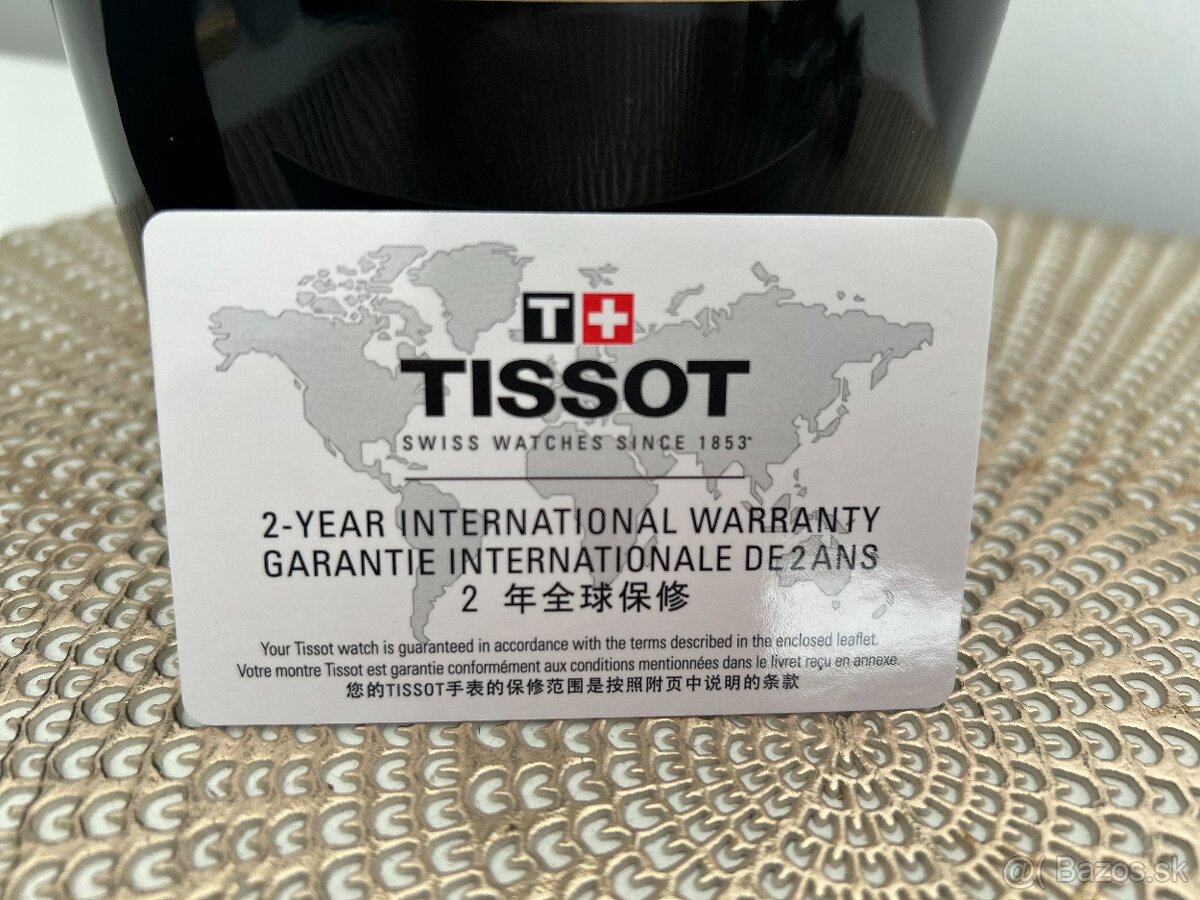 T+
TISSOT
SWISS WATCHES SINCE 1853
2-YEAR INTERNATIONAL WARRANTY
GARANTIE INTERNATIONALE DE 2 ANS
2 年全球保修
Your Tissot watch is guaranteed in accordance with the terms described in the enclosed leaflet.
Votre montre Tissot est garantie conformément aux conditions mentionnées dans le livret reçu en annexe.
您的TISSOT手表的保修范围是按照附页中说明的条款
@( Bazos.sk